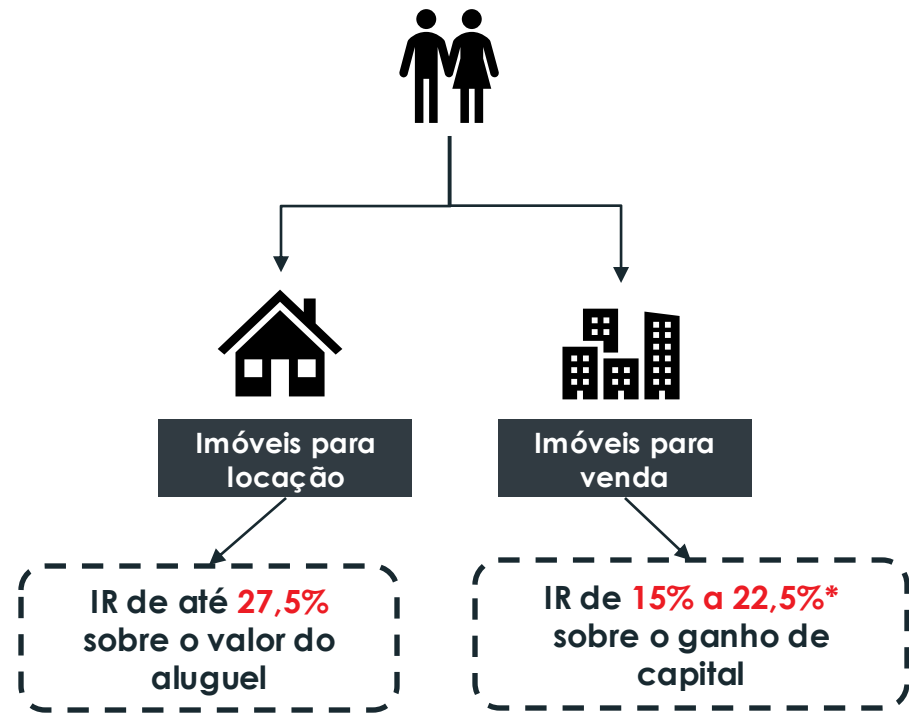 Imóveis para
locação
Imóveis para
venda
IR de até 27,5%
sobre o valor do
aluguel
IR de 15% a 22,5%*
sobre o ganho de
capital